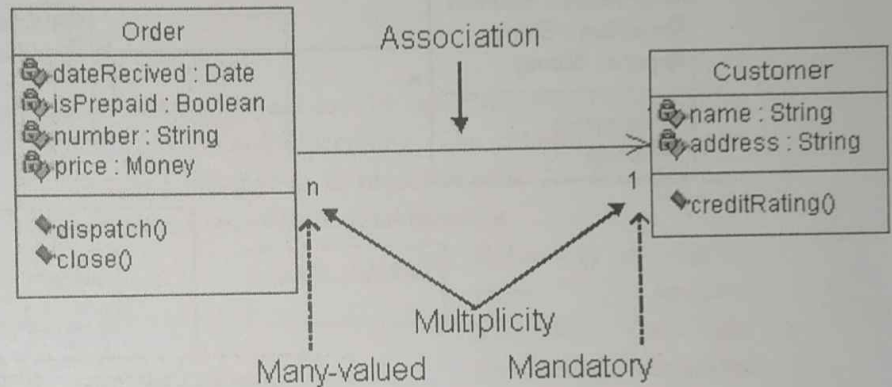 Order
dateRecived : Date
isPrepaid : Boolean
number : String
price : Money
dispatch()
close()
Association
Customer
name : String
address : String
creditRating()
n
1
Multiplicity
Many-valued
Mandatory